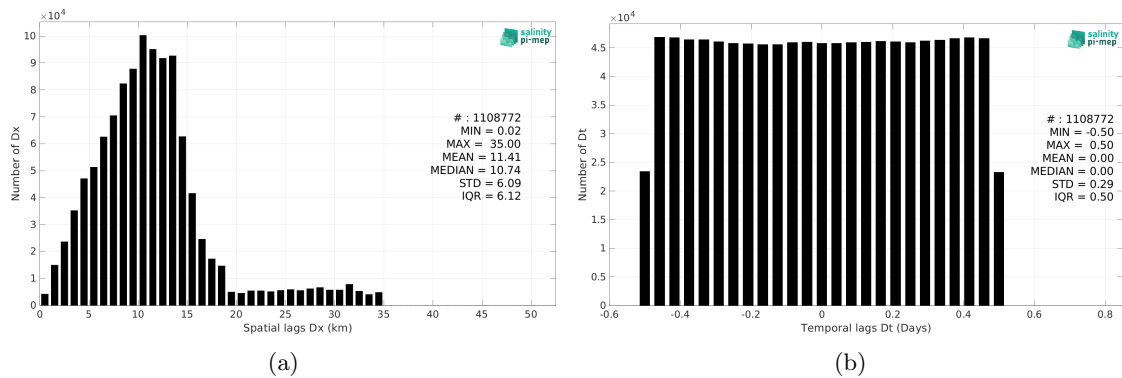 ×10⁴
10
9
8
7
6
5
4
3
2
1
0
Number of Dx
0 5 10 15 20 25 30 35 40 45 50
Spatial lags Dx (km)
salinity
pi-mep
# : 1108772
MIN = 0.02
MAX = 35.00
MEAN = 11.41
MEDIAN = 10.74
STD = 6.09
IQR = 6.12
(a)
×10⁴
4.5
4
3.5
3
2.5
2
1.5
1
0.5
0
Number of Dt
-0.6 -0.4 -0.2 0 0.2 0.4 0.6 0.8
Temporal lags Dt (Days)
salinity
pi-mep
# : 1108772
MIN = -0.50
MAX = 0.50
MEAN = 0.00
MEDIAN = 0.00
STD = 0.29
IQR = 0.50
(b)